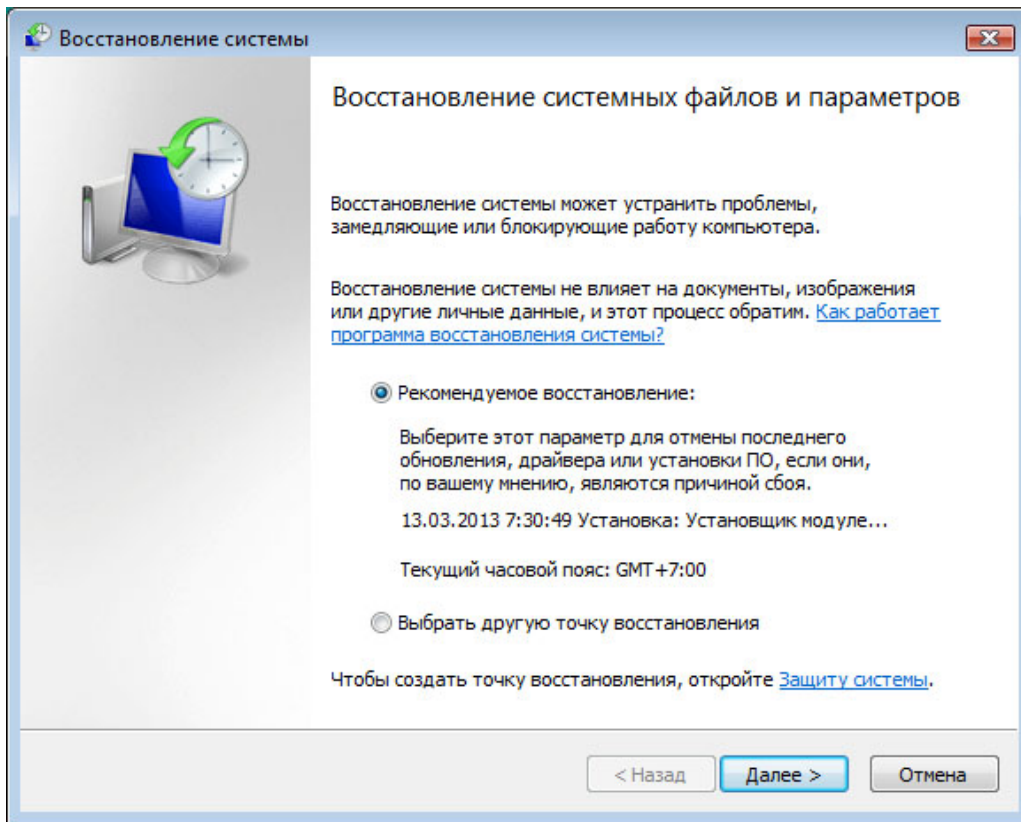 Восстановление системы
Восстановление системных файлов и параметров
Восстановление системы может устранить проблемы,
замедляющие или блокирующие работу компьютера.
Восстановление системы не влияет на документы, изображения
или другие личные данные, и этот процесс обратим. Как работает
программа восстановления системы?
Рекомендуемое восстановление:
Выберите этот параметр для отмены последнего
обновления, драйвера или установки ПО, если они,
по вашему мнению, являются причиной сбоя.
13.03.2013 7:30:49 Установка: Установщик модуле...
Текущий часовой пояс: GMT+7:00
Выбрать другую точку восстановления
Чтобы создать точку восстановления, откройте Защиту системы.
< Назад
Далее >
Отмена